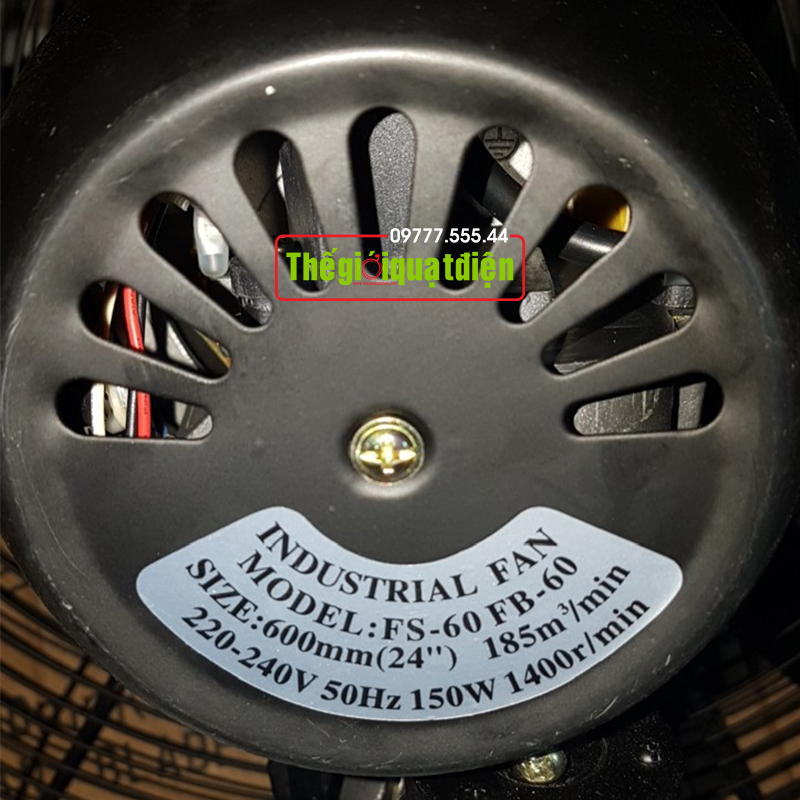 09777.555.44
Thếgiớiquạtđiện
INDUSTRIAL FAN
MODEL:FS-60 FB-60
SIZE:600mm(24") 185m³/min
220-240V 50Hz 150W 1400r/min